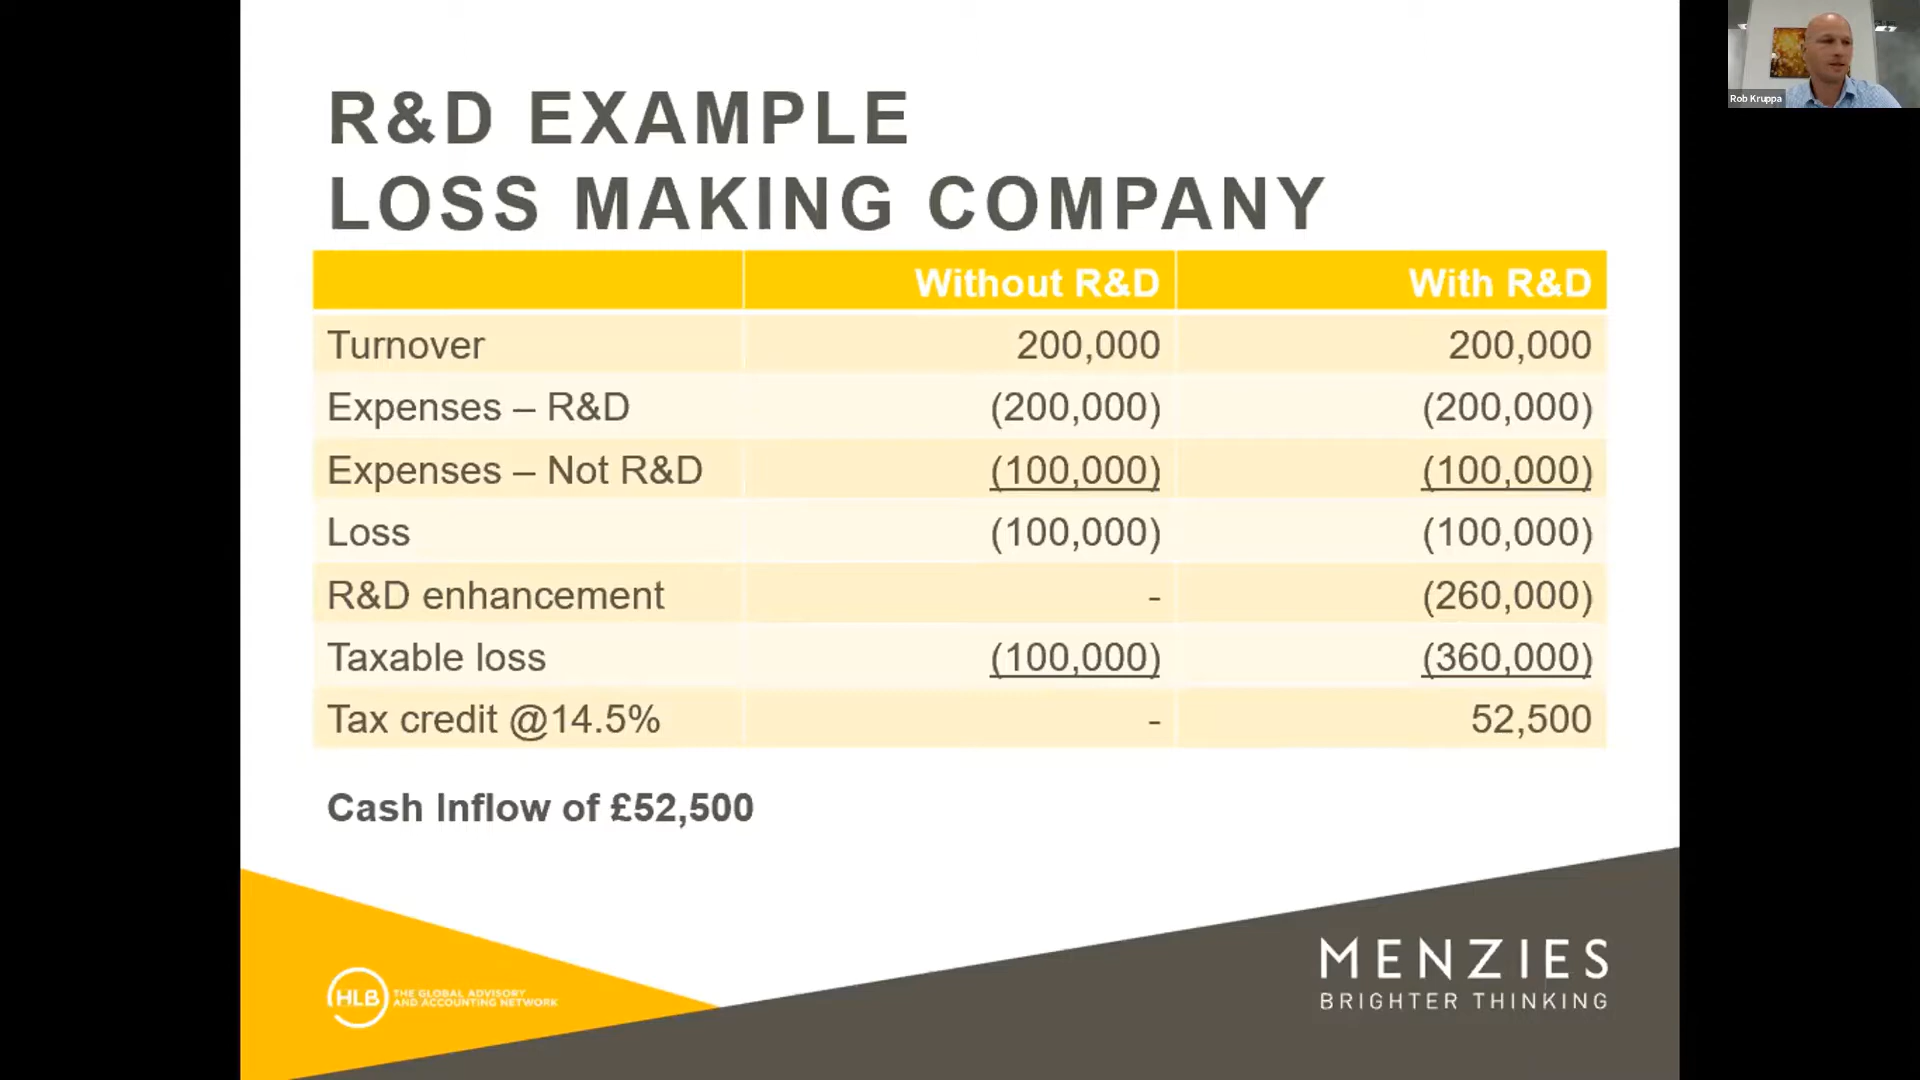 R&D EXAMPLE
LOSS MAKING COMPANY
Without R&D With R&D
Turnover 200,000 200,000
Expenses – R&D (200,000) (200,000)
Expenses – Not R&D (100,000) (100,000)
Loss (100,000) (100,000)
R&D enhancement - (260,000)
Taxable loss (100,000) (360,000)
Tax credit @14.5% - 52,500
Cash Inflow of £52,500
HLB THE GLOBAL ADVISORY
AND ACCOUNTING NETWORK
MENZIES
BRIGHTER THINKING
Rob Kruppa